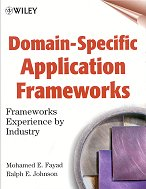 WILEY
Domain-Specific
Application
Frameworks
Frameworks
Experience by
Industry
Mohamed E. Fayad
Ralph E. Johnson